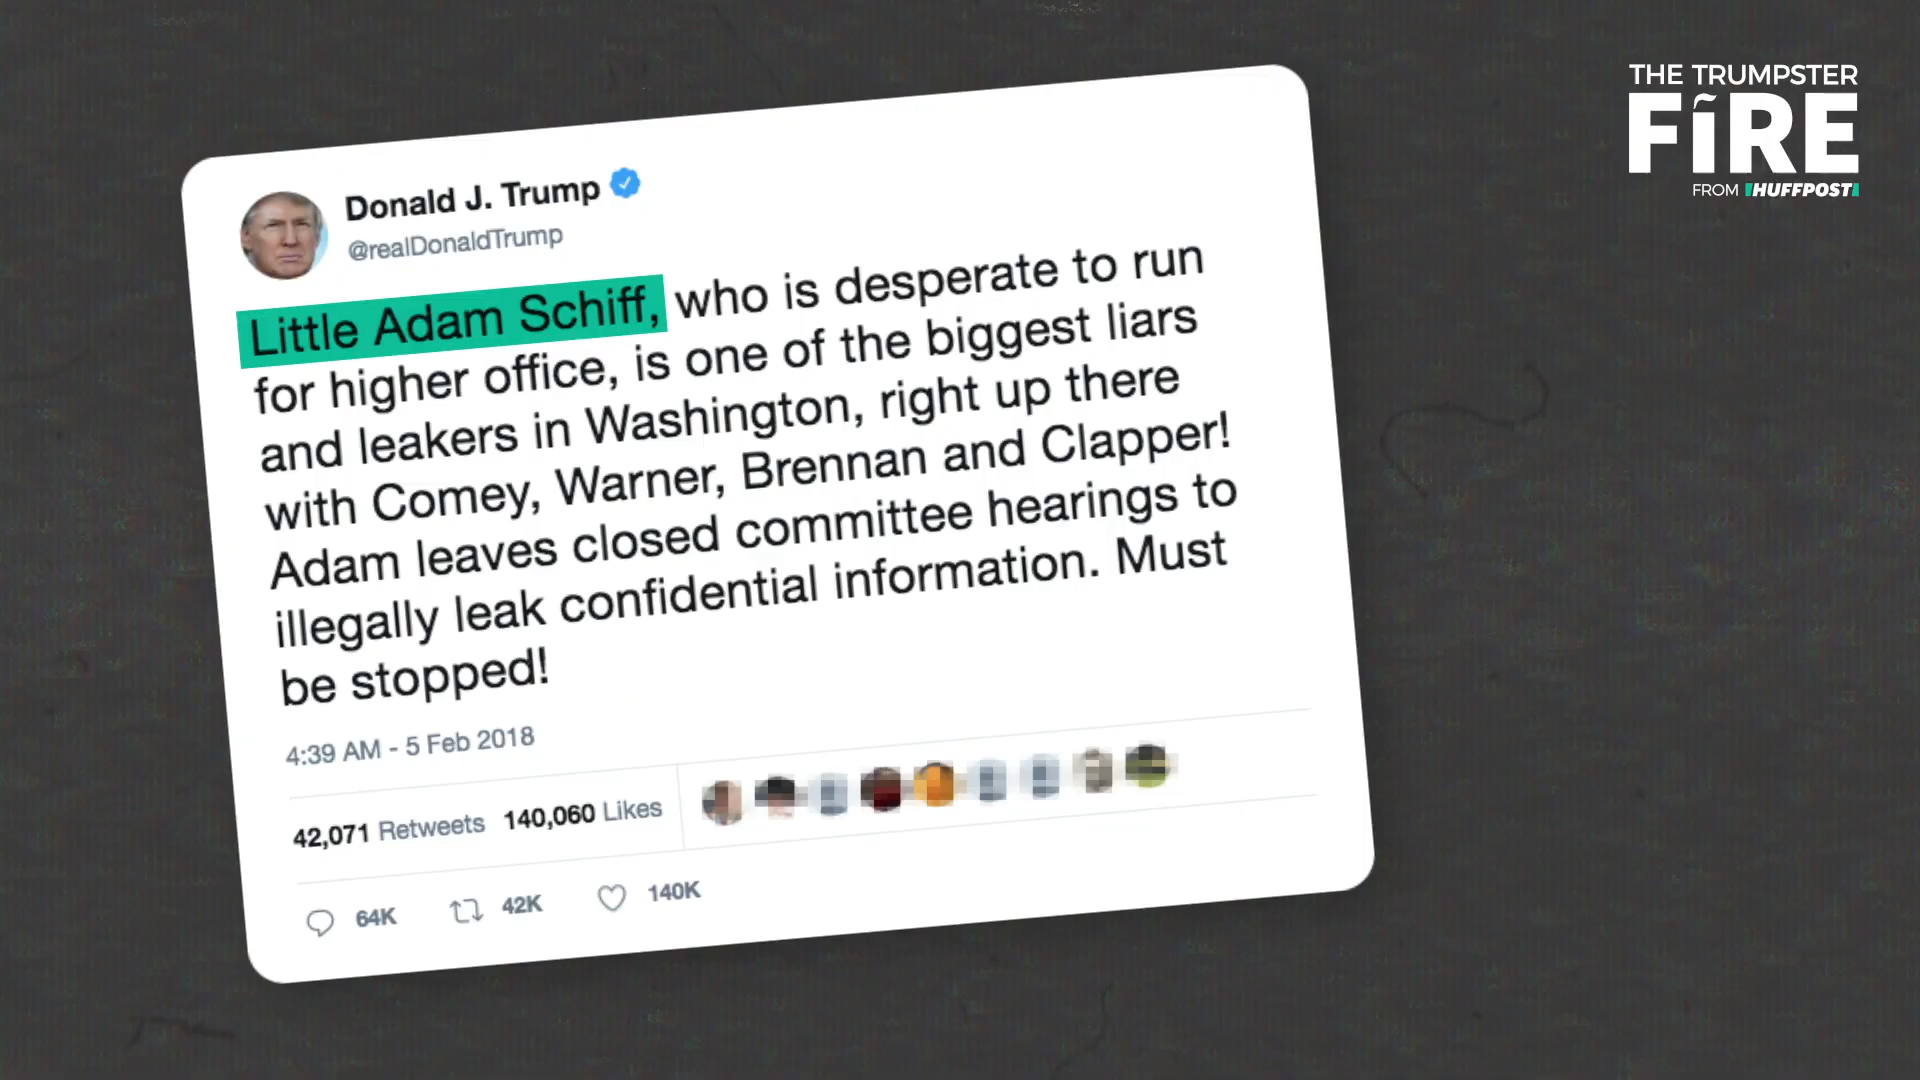 THE TRUMPSTER
FIRE
FROM HUFFPOST
Donald J. Trump
@realDonaldTrump
Little Adam Schiff, who is desperate to run
for higher office, is one of the biggest liars
and leakers in Washington, right up there
with Comey, Warner, Brennan and Clapper!
Adam leaves closed committee hearings to
illegally leak confidential information. Must
be stopped!
4:39 AM - 5 Feb 2018
42,071 Retweets 140,060 Likes
64K 42K 140K